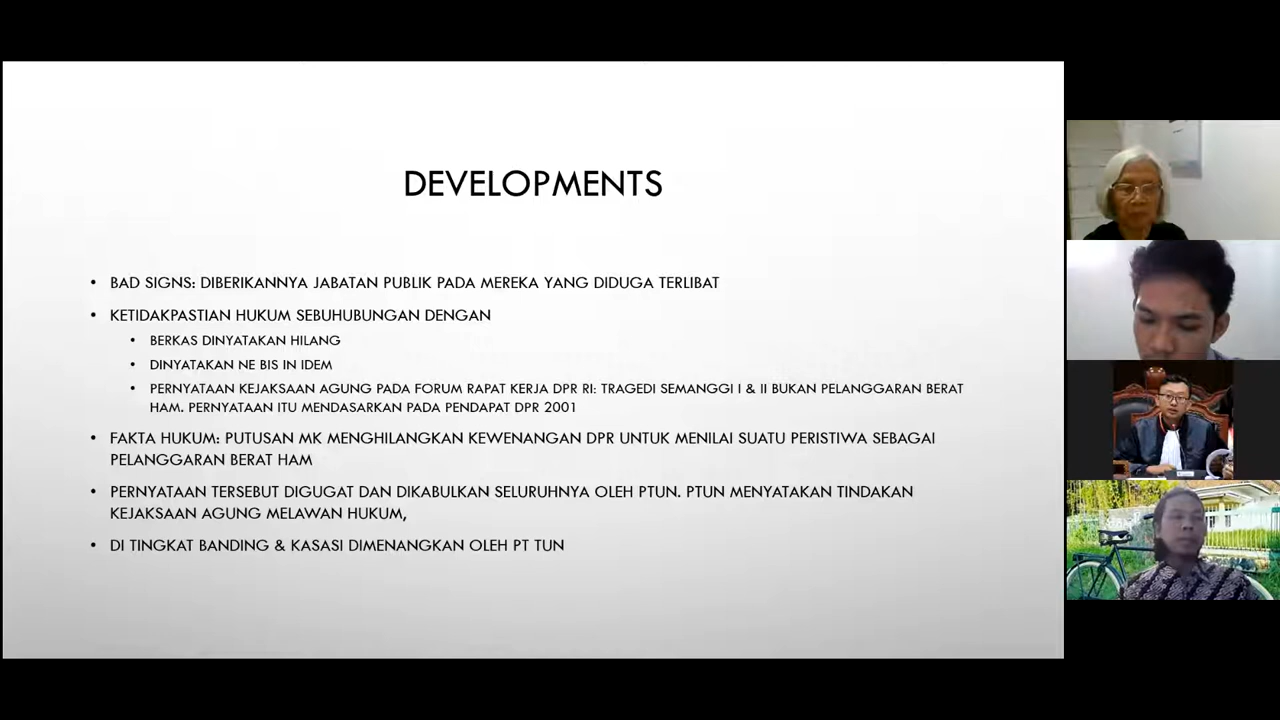 DEVELOPMENTS
• BAD SIGNS: DIBERIKANNYA JABATAN PUBLIK PADA MEREKA YANG DIDUGA TERLIBAT
• KETIDAKPASTIAN HUKUM SEBUHUBUNGAN DENGAN
• BERKAS DINYATAKAN HILANG
• DINYATAKAN NE BIS IN IDEM
• PERNYATAAN KEJAKSAAN AGUNG PADA FORUM RAPAT KERJA DPR RI: TRAGEDI SEMANGGI I & II BUKAN PELANGGARAN BERAT
HAM. PERNYATAAN ITU MENDASARKAN PADA PENDAPAT DPR 2001
• FAKTA HUKUM: PUTUSAN MK MENGHILANGKAN KEWENANGAN DPR UNTUK MENILAI SUATU PERISTIWA SEBAGAI
PELANGGARAN BERAT HAM
• PERNYATAAN TERSEBUT DIGUGAT DAN DIKABULKAN SELURUHNYA OLEH PTUN. PTUN MENYATAKAN TINDAKAN
KEJAKSAAN AGUNG MELAWAN HUKUM,
• DI TINGKAT BANDING & KASASI DIMENANGKAN OLEH PT TUN